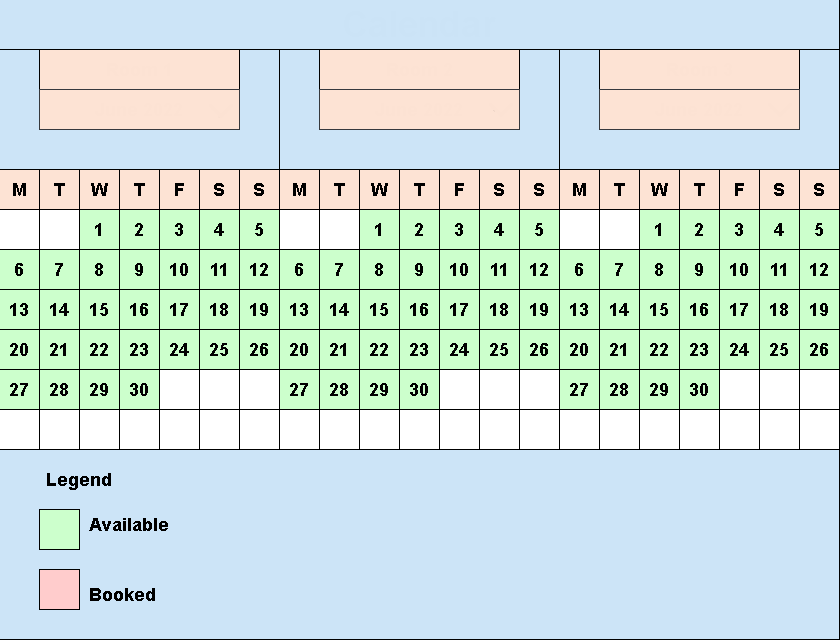 M T W T F S S M T W T F S S M T W T F S S
1 2 3 4 5 1 2 3 4 5 1 2 3 4 5
6 7 8 9 10 11 12 6 7 8 9 10 11 12 6 7 8 9 10 11 12
13 14 15 16 17 18 19 13 14 15 16 17 18 19 13 14 15 16 17 18 19
20 21 22 23 24 25 26 20 21 22 23 24 25 26 20 21 22 23 24 25 26
27 28 29 30 27 28 29 30 27 28 29 30
Legend
Available
Booked